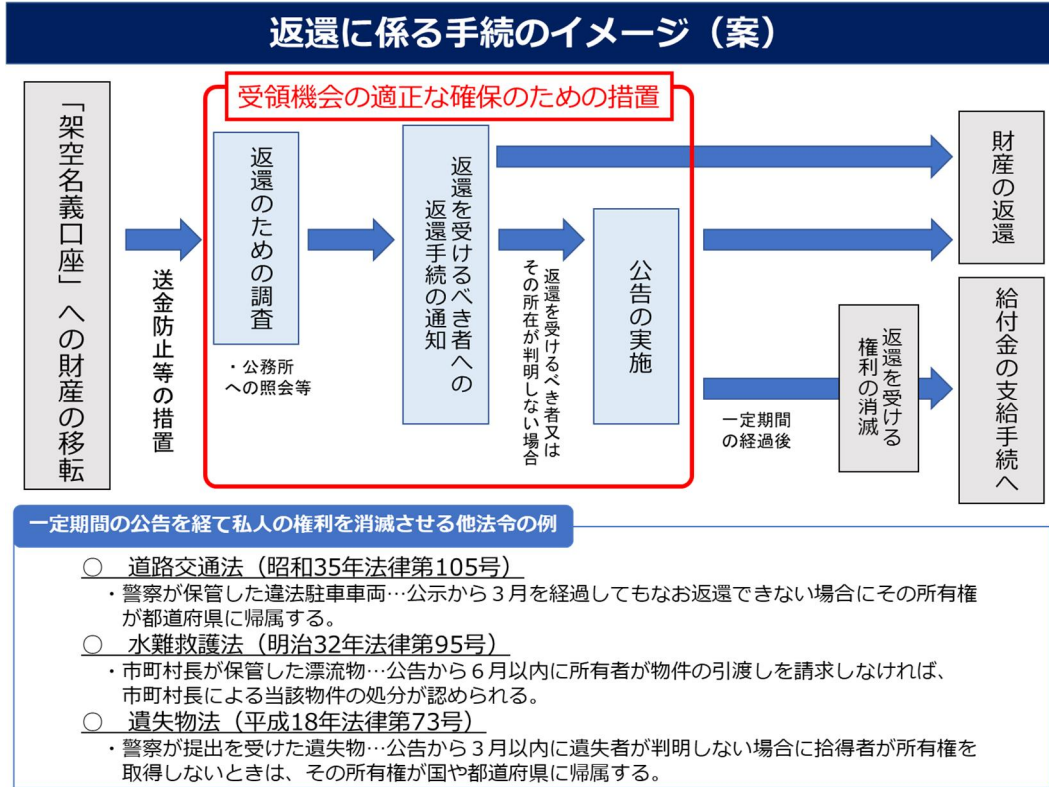 返還に係る手続のイメージ（案）
受領機会の適正な確保のための措置
「架空名義口座」への財産の移転
送金防止等の措置
返還のための調査
・公務所
への照会等
返還を受けるべき者への
返還手続の通知
返還を受けるべき者又は
その所在が判明しない場合
公告の実施
一定期間
の経過後
返還を受ける
権利の消滅
財産の返還
給付金の支給手続へ
一定期間の公告を経て私人の権利を消滅させる他法令の例
○　道路交通法（昭和35年法律第105号）
・警察が保管した違法駐車車両…公示から３月を経過してもなお返還できない場合にその所有権
が都道府県に帰属する。
○　水難救護法（明治32年法律第95号）
・市町村長が保管した漂流物…公告から６月以内に所有者が物件の引渡しを請求しなければ、
市町村長による当該物件の処分が認められる。
○　遺失物法（平成18年法律第73号）
・警察が提出を受けた遺失物…公告から３月以内に遺失者が判明しない場合に拾得者が所有権を
取得しないときは、その所有権が国や都道府県に帰属する。